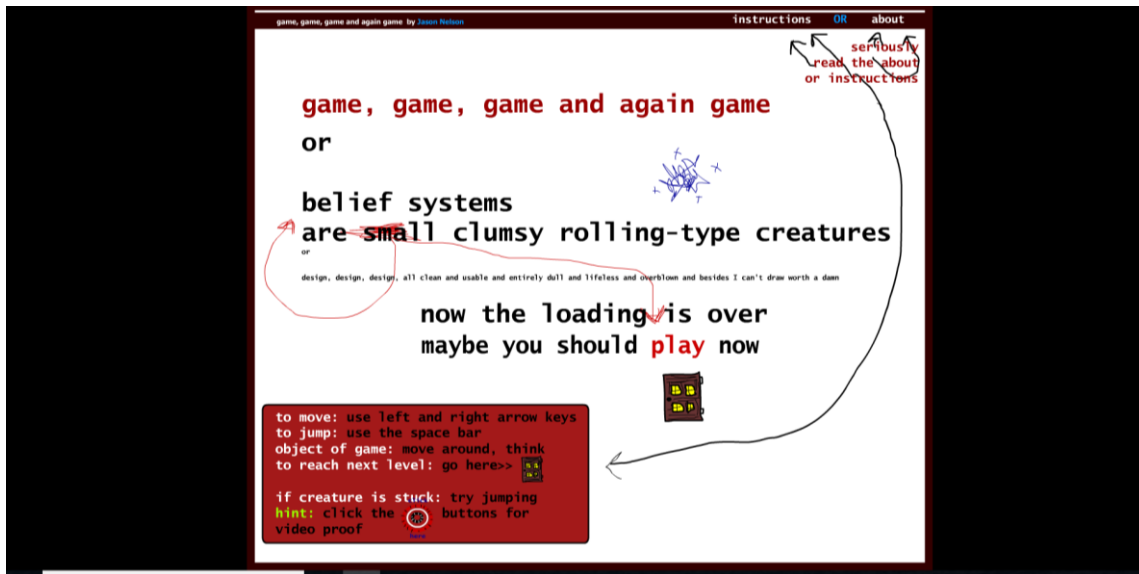 game, game, game and again game by Jason Nelson
instructions OR about
seriously
read the about
or instructions
game, game, game and again game
or
belief systems
are small clumsy rolling-type creatures
or
design, design, design, all clean and usable and entirely dull and lifeless and overblown and besides I can't draw worth a damn
now the loading is over
maybe you should play now
to move: use left and right arrow keys
to jump: use the space bar
object of game: move around, think
to reach next level: go here>>
if creature is stuck: try jumping
hint: click the buttons for
video proof
here